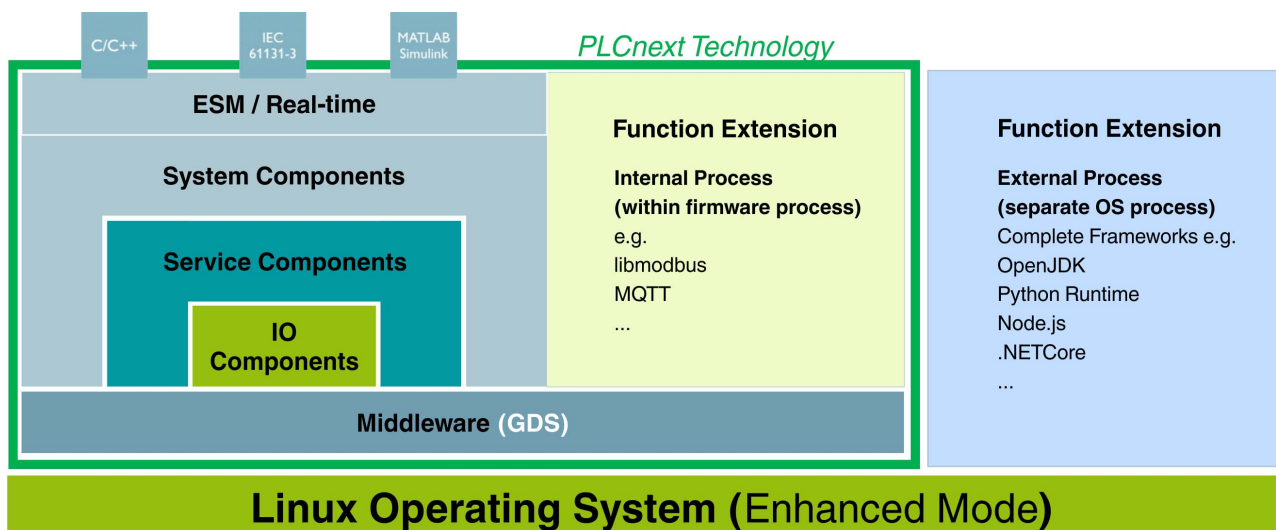 C/C++
IEC
61131-3
MATLAB
Simulink
PLCnext Technology
ESM / Real-time
System Components
Service Components
IO
Components
Function Extension
Internal Process
(within firmware process)
e.g.
libmodbus
MQTT
...
Function Extension
External Process
(separate OS process)
Complete Frameworks e.g.
OpenJDK
Python Runtime
Node.js
.NETCore
...
Middleware (GDS)
Linux Operating System (Enhanced Mode)